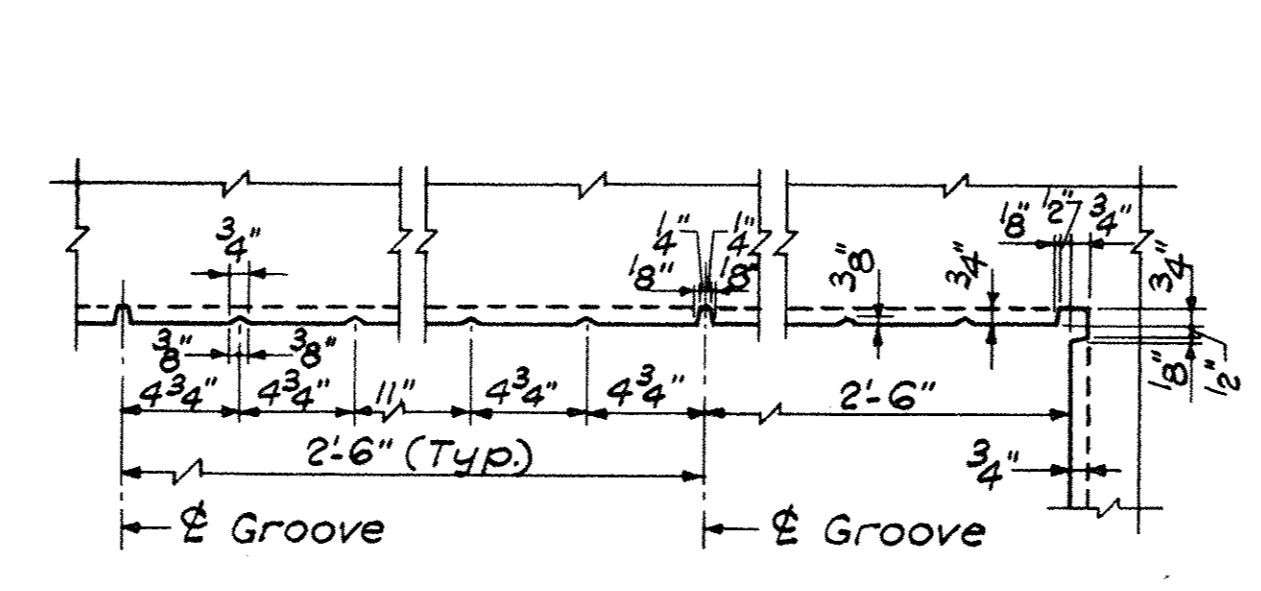 1/8" 1/2" 3/4"
3/4" 1/4" 1/4" 3/8" 3/4" 3/4"
1/8" 1/8"
3/8" 3/8"
4 3/4" 4 3/4" 11" 4 3/4" 4 3/4" 2'-6" 1/8" 1/2"
2'-6" (Typ.) 3/4"
℄ Groove ℄ Groove